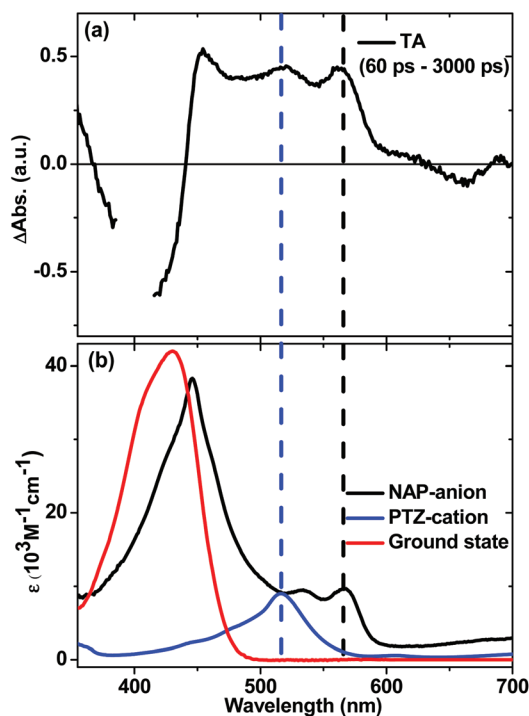 (a)
TA
(60 ps - 3000 ps)
0.5
0.0
-0.5
ΔAbs. (a.u.)
(b)
40
20
0
ε (10³M⁻¹cm⁻¹)
NAP-anion
PTZ-cation
Ground state
400 500 600 700
Wavelength (nm)